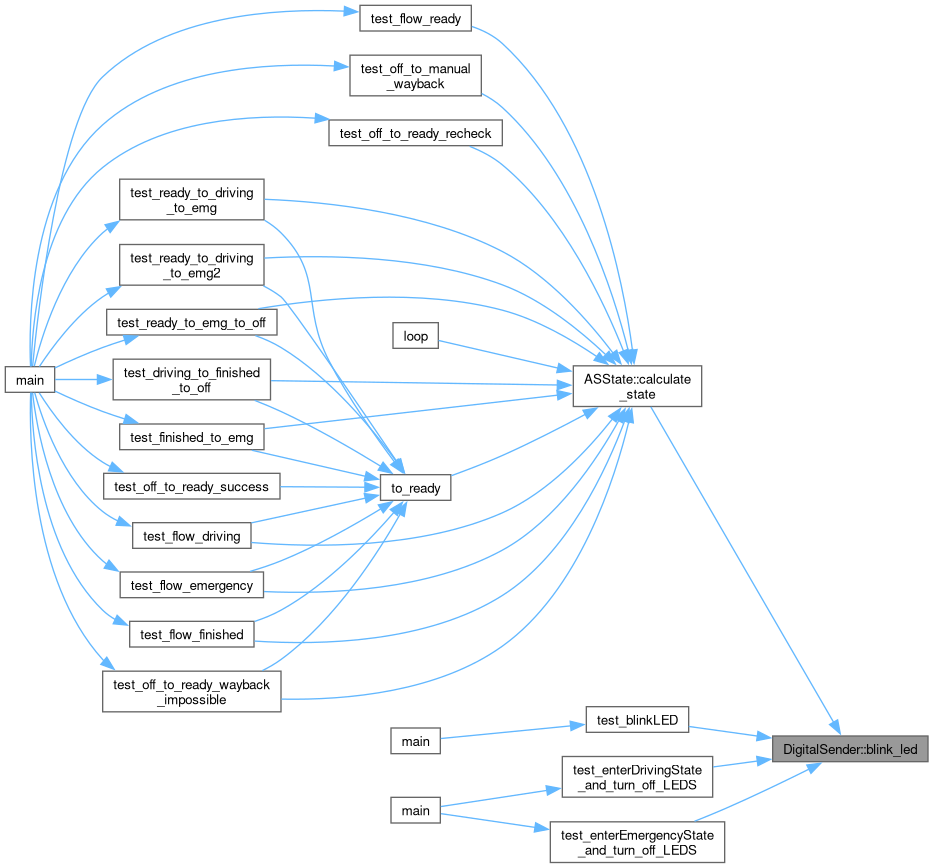 test_flow_ready
test_off_to_manual
_wayback
test_off_to_ready_recheck
test_ready_to_driving
_to_emg
test_ready_to_driving
_to_emg2
test_ready_to_emg_to_off
loop
main
test_driving_to_finished
_to_off
ASState::calculate
_state
test_finished_to_emg
test_off_to_ready_success
to_ready
test_flow_driving
test_flow_emergency
test_flow_finished
test_off_to_ready_wayback
_impossible
test_blinkLED
main
DigitalSender::blink_led
test_enterDrivingState
_and_turn_off_LEDS
main
test_enterEmergencyState
_and_turn_off_LEDS